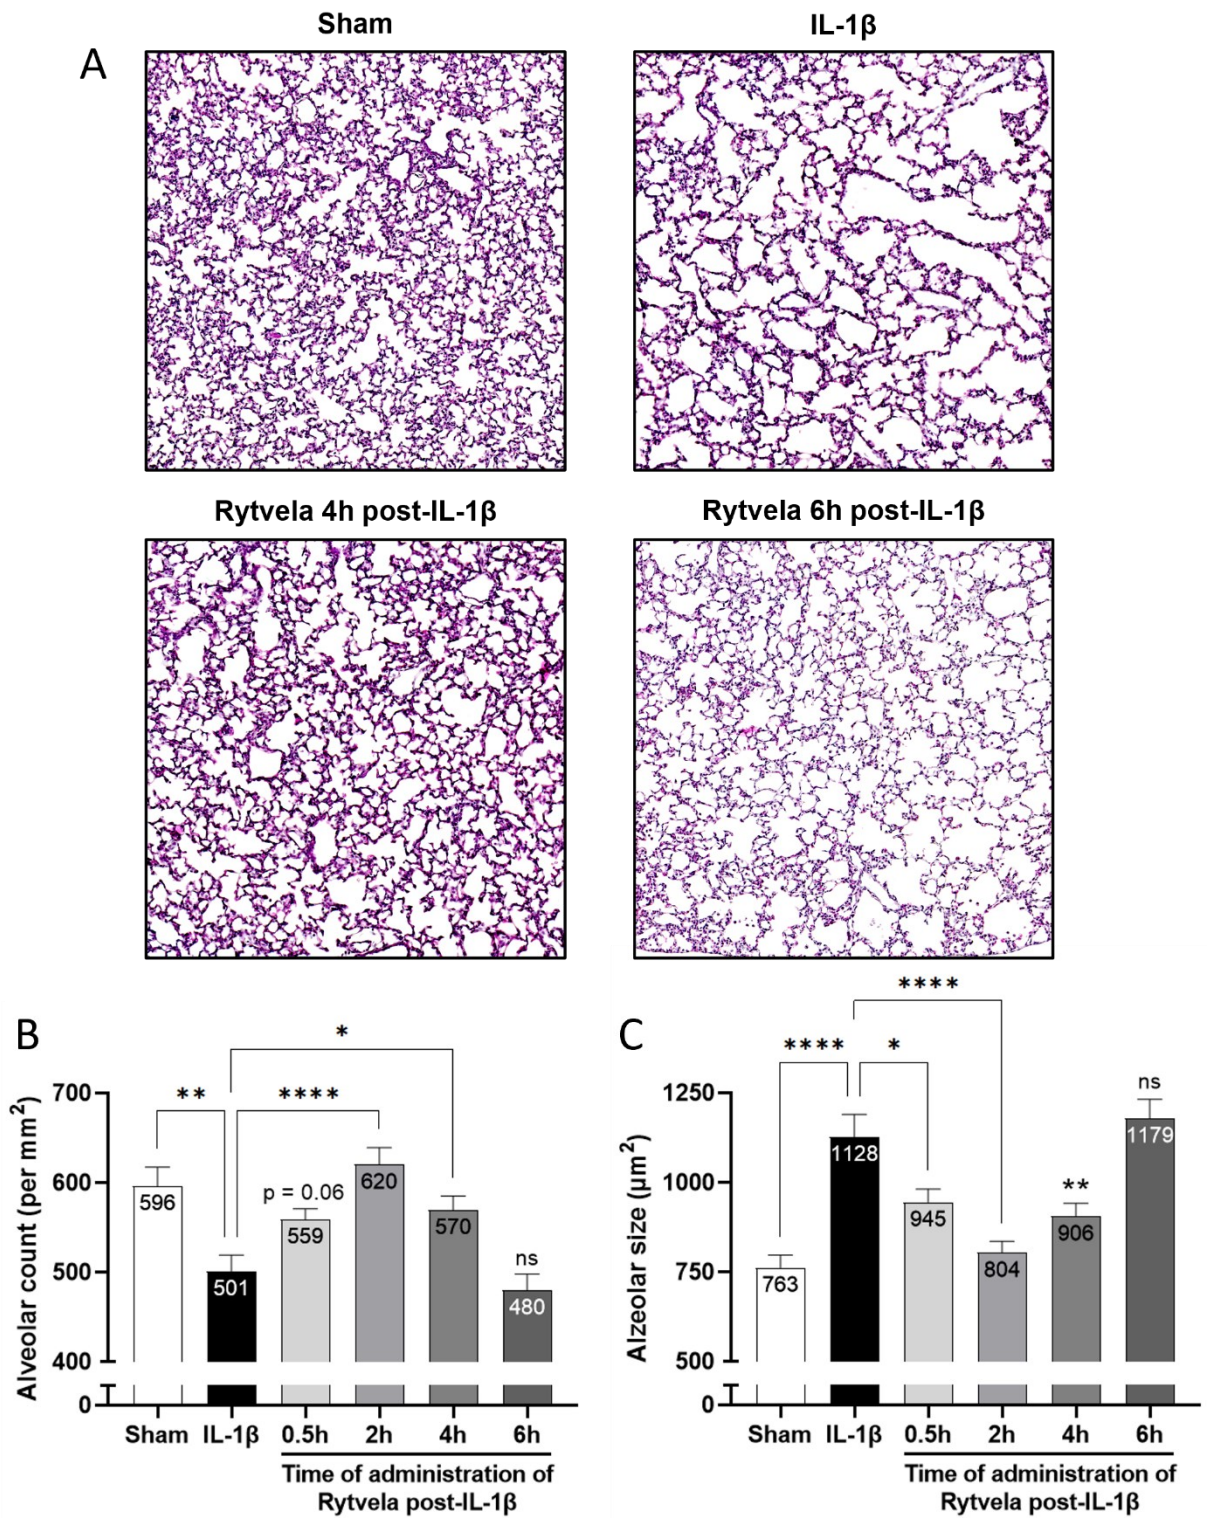 Sham
IL-1β
A
Rytvela 4h post-IL-1β
Rytvela 6h post-IL-1β
B
Alveolar count (per mm²)
700
600
500
400
0
**
****
*
596
501
p = 0.06
559
620
570
ns
480
Sham IL-1β 0.5h 2h 4h 6h
Time of administration of
Rytvela post-IL-1β
C
Alzeolar size (µm²)
1250
1000
750
500
0
****
****
*
763
1128
945
804
**
906
ns
1179
Sham IL-1β 0.5h 2h 4h 6h
Time of administration of
Rytvela post-IL-1β